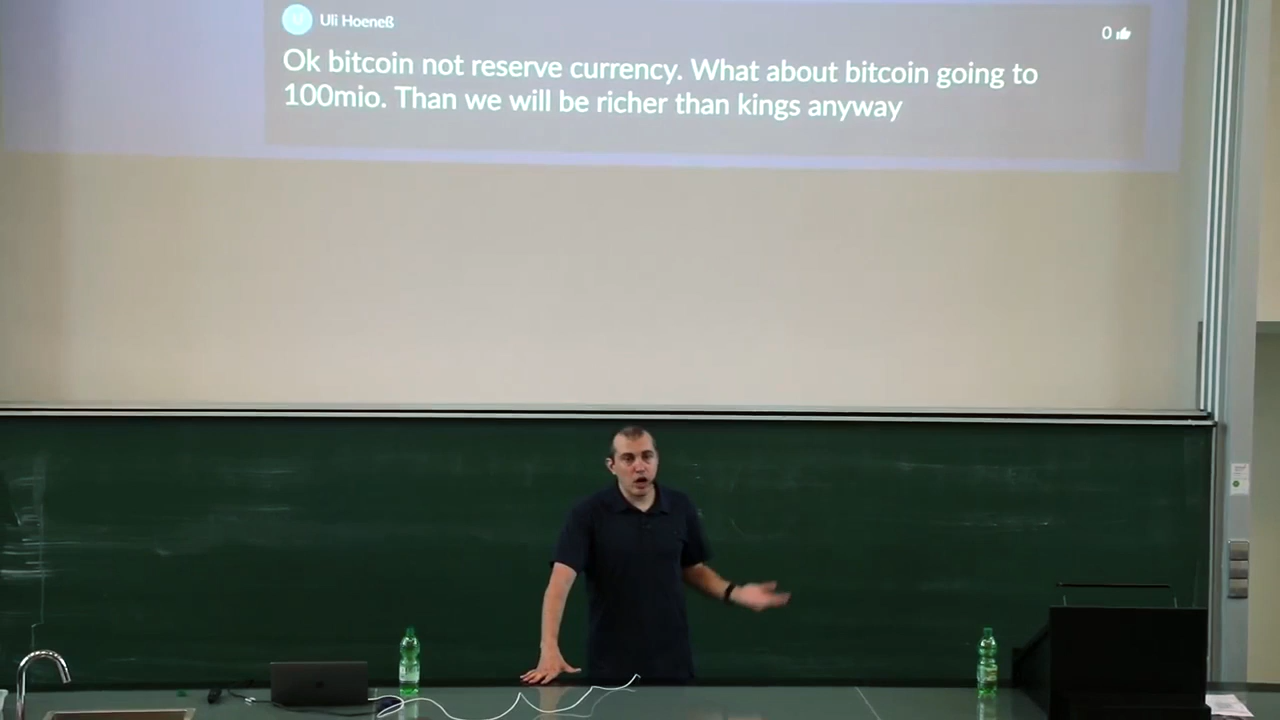 Uli Hoeneß
0
Ok bitcoin not reserve currency. What about bitcoin going to
100mio. Than we will be richer than kings anyway